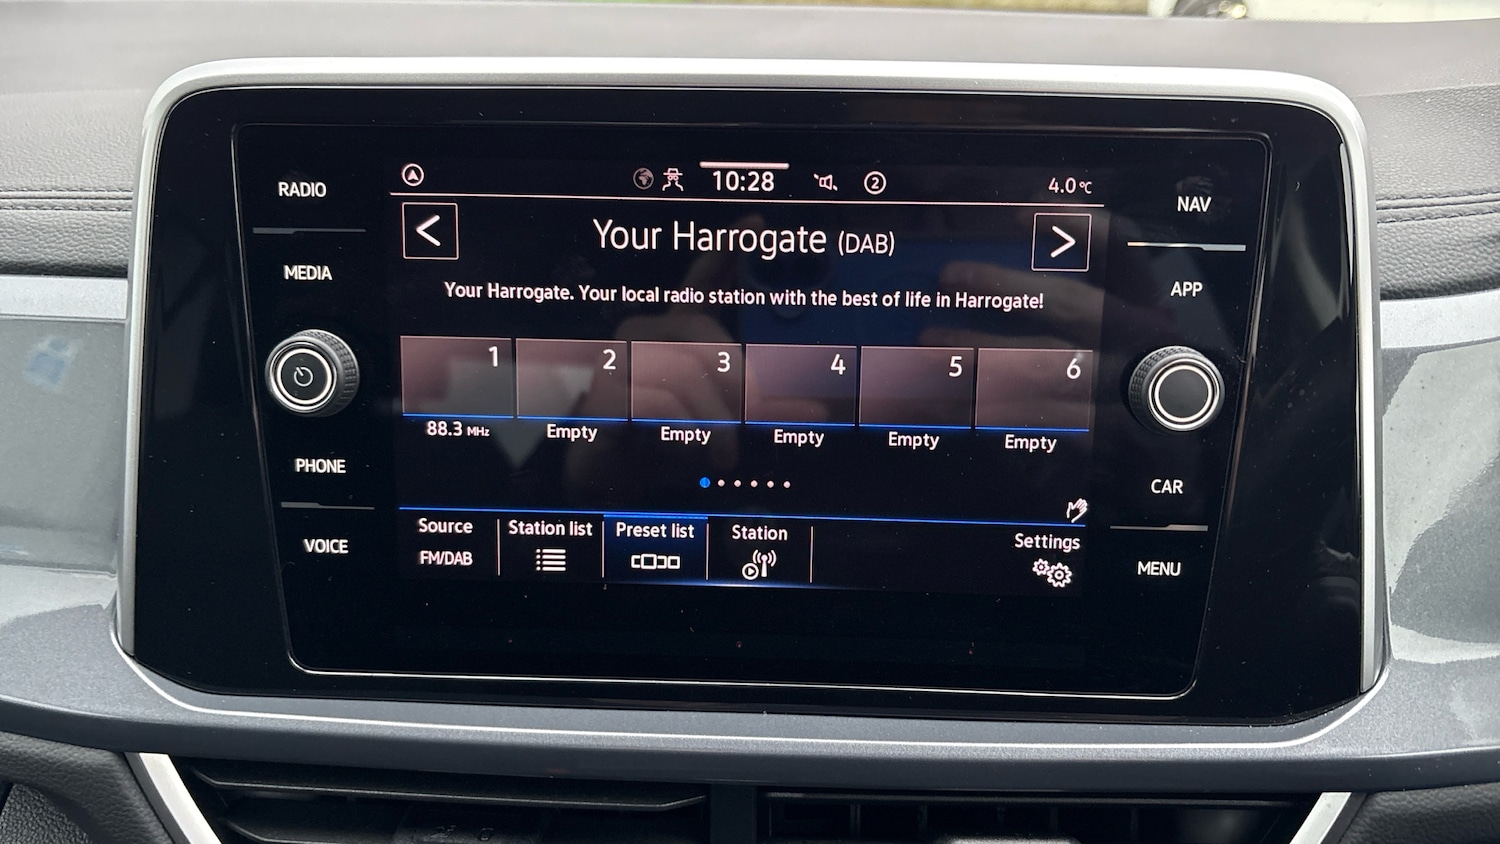 RADIO
MEDIA
PHONE
VOICE
10:28
2
4.0°C
<
Your Harrogate (DAB)
>
Your Harrogate. Your local radio station with the best of life in Harrogate!
1 2 3 4 5 6
88.3 MHz Empty Empty Empty Empty Empty
Source Station list Preset list Station Settings
FM/DAB
NAV
APP
CAR
MENU